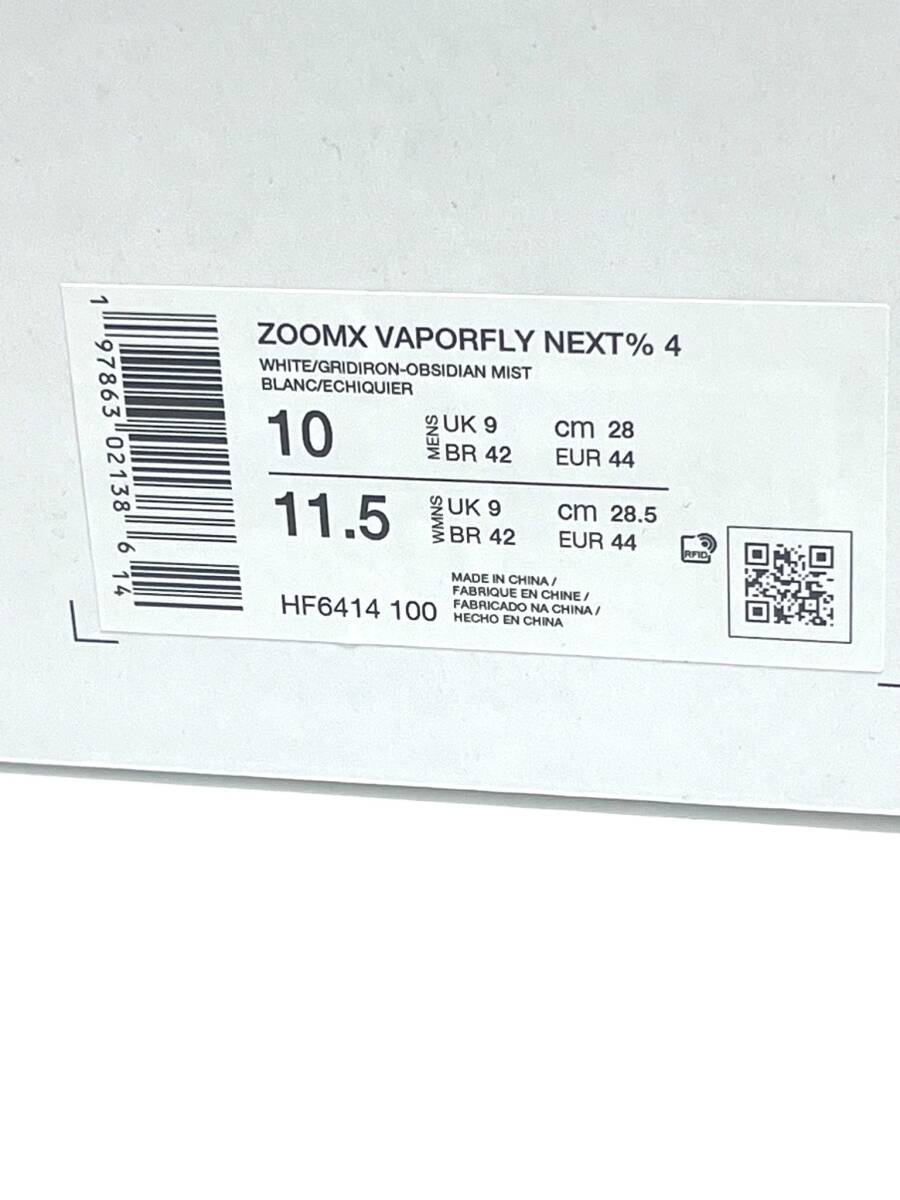 ZOOMX VAPORFLY NEXT% 4
WHITE/GRIDIRON-OBSIDIAN MIST
BLANC/ECHIQUIER
10 MENS UK 9 cm 28
BR 42 EUR 44
11.5 WMNS UK 9 cm 28.5
BR 42 EUR 44
RFID
HF6414 100
MADE IN CHINA /
FABRIQUE EN CHINE /
FABRICADO NA CHINA /
HECHO EN CHINA
1 97863 02138 6 14